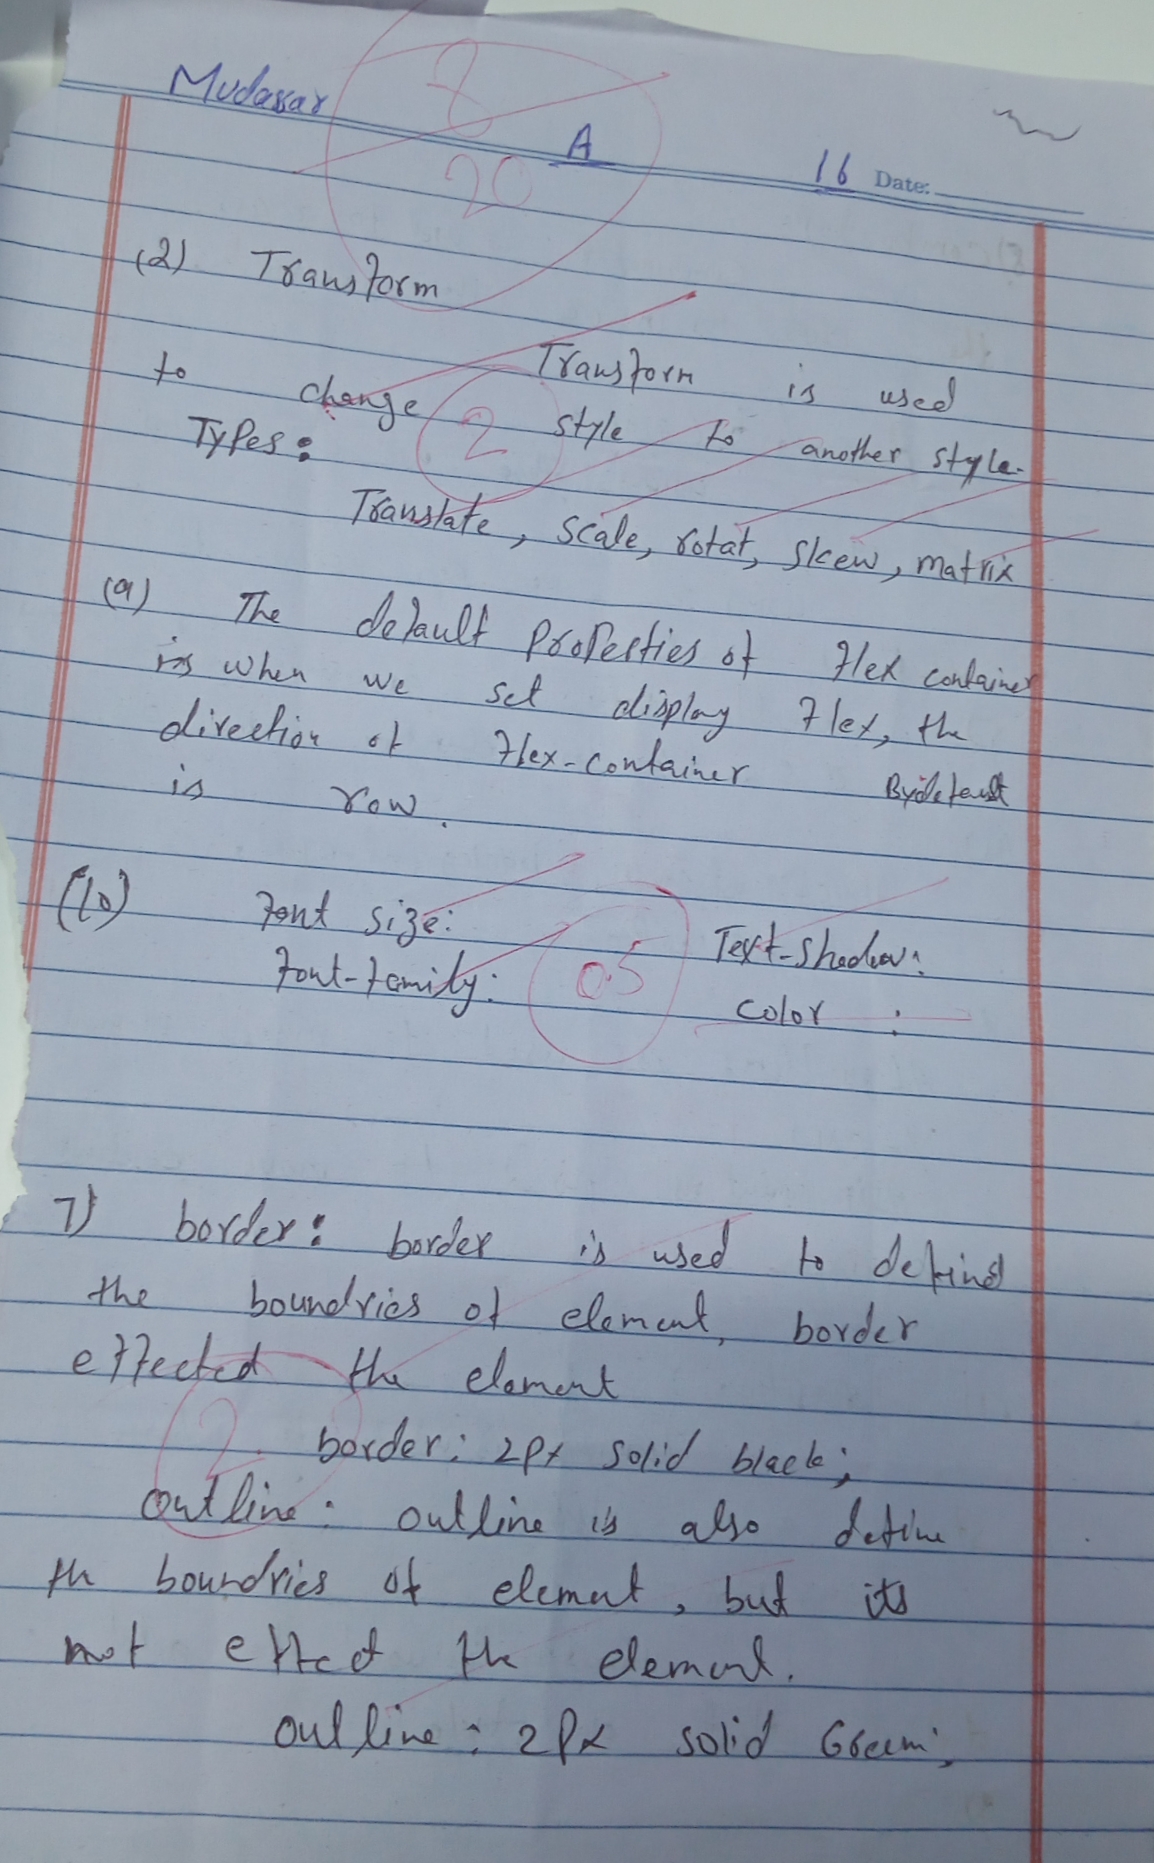 Mudassar
8
20
A
16 Date:
(2) Transform
Transform is used
to change style to another style.
2
Types:
Translate, scale, rotat, skew, matrix
(9) The default properties of flex container
is when we set display flex, the
direction of flex-container Bydefault
is row.
(10) Font size: Text-shadow:
0.5
Font-family: color :
7) border: border is used to defind
the boundries of element, border
effected the element
2
border: 2px solid black;
outline: outline is also define
the boundries of element, but its
not effect the element.
outline: 2px solid Green;